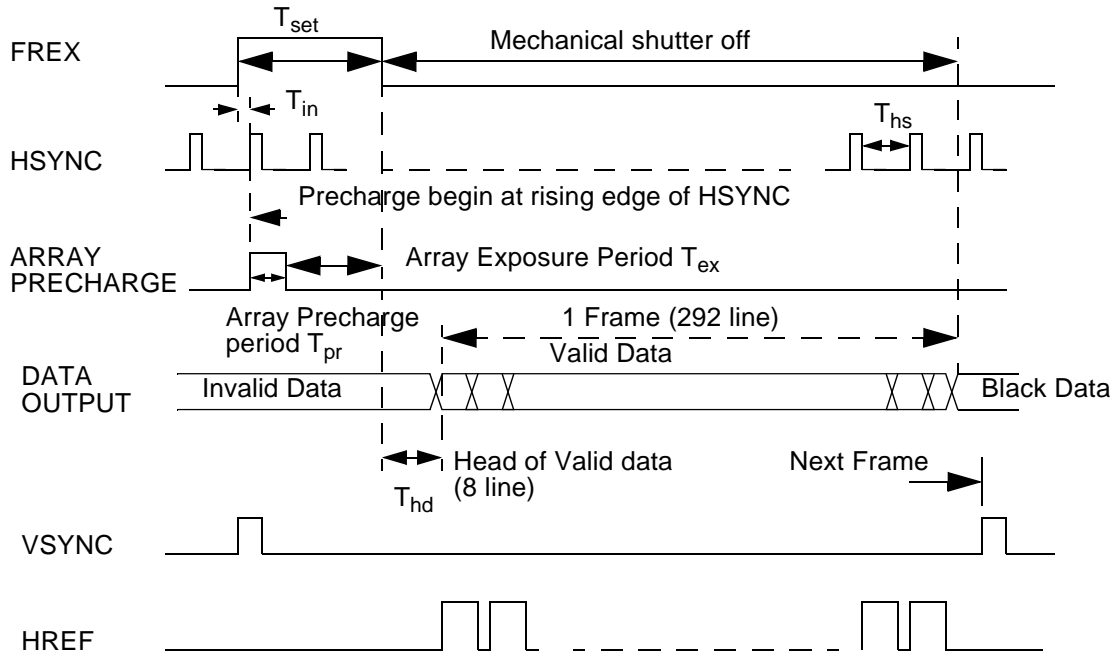 T_set
FREX
Mechanical shutter off
T_in
T_hs
HSYNC
Precharge begin at rising edge of HSYNC
ARRAY
PRECHARGE
Array Exposure Period T_ex
Array Precharge
period T_pr
1 Frame (292 line)
Valid Data
DATA
OUTPUT
Invalid Data
Black Data
Head of Valid data
(8 line)
T_hd
Next Frame
VSYNC
HREF